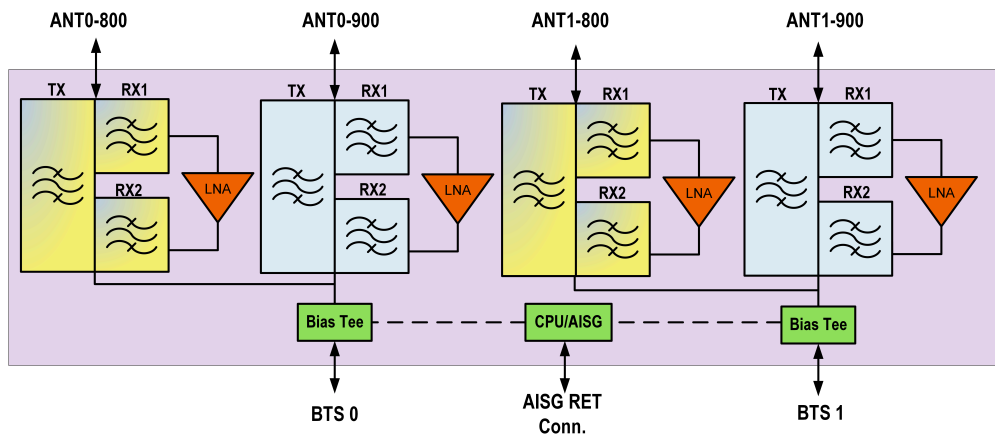 ANT0-800 ANT0-900 ANT1-800 ANT1-900
TX RX1 TX RX1 TX RX1 TX RX1
LNA LNA LNA LNA
RX2 RX2 RX2 RX2
Bias Tee CPU/AISG Bias Tee
BTS 0 AISG RET BTS 1
Conn.